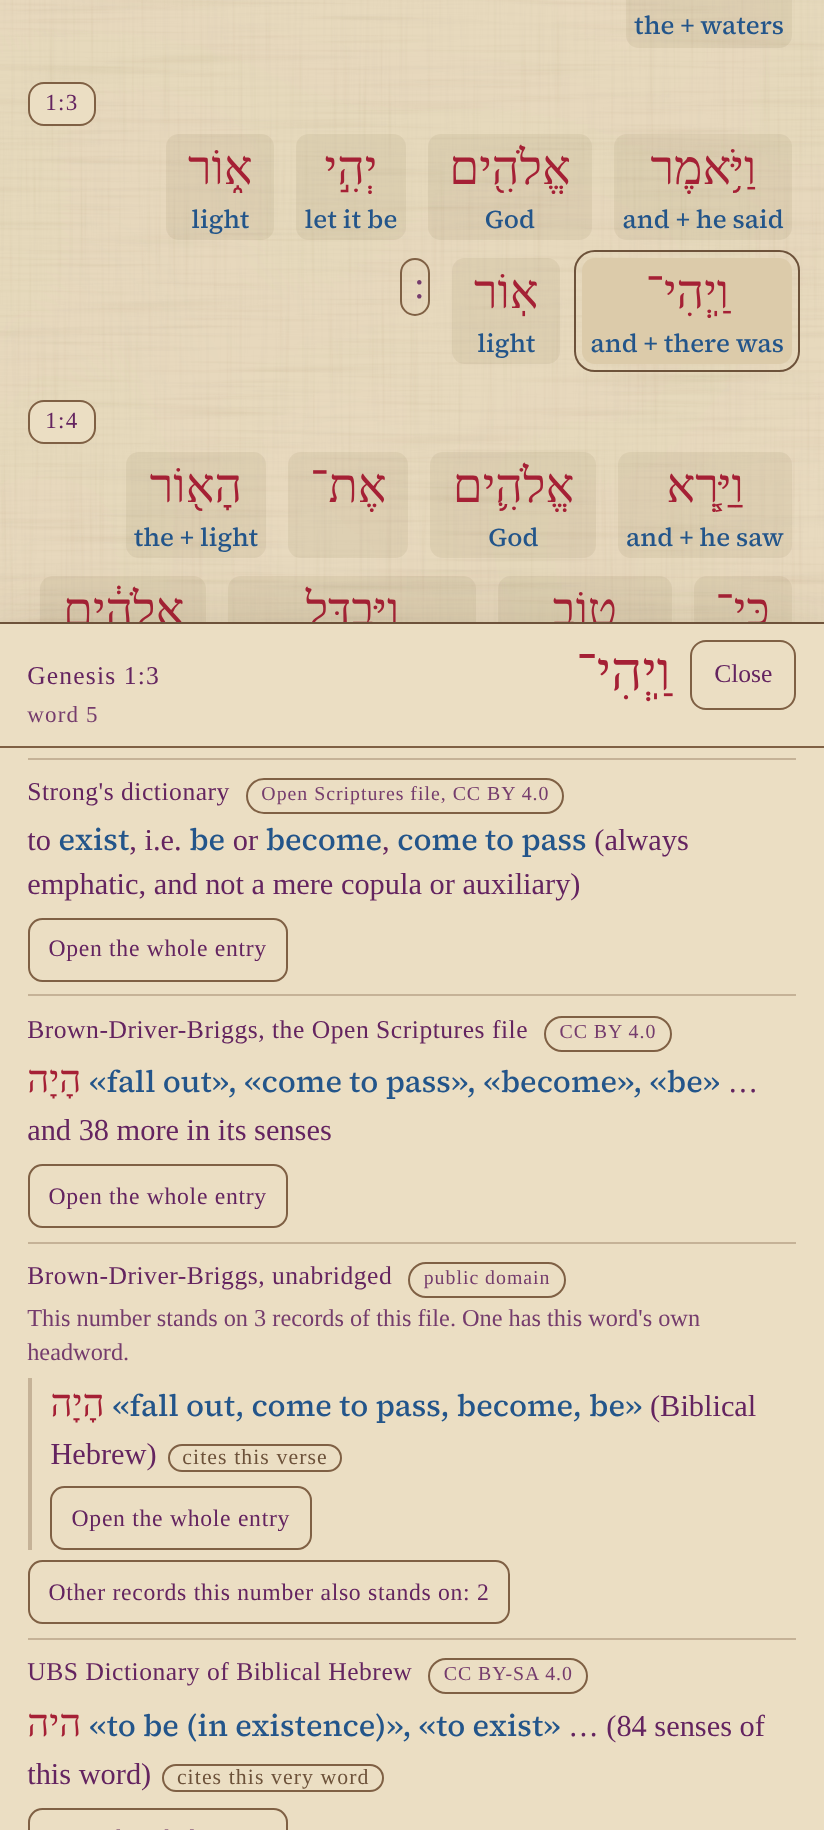 the + waters
1:3
וַיֹּ֥אמֶר אֱלֹהִ֖ים יְהִ֣י א֑וֹר
and + he said God let it be light
וַֽיְהִי־ אֽוֹר ׃
and + there was light
1:4
וַיַּ֧רְא אֱלֹהִ֛ים אֶת־ הָא֖וֹר
and + he saw God the + light
כִּי־ טוֹב וַיַּבְדֵּל אֱלֹהִ֔ים
Genesis 1:3 וַֽיְהִי־ Close
word 5
Strong's dictionary Open Scriptures file, CC BY 4.0
to exist, i.e. be or become, come to pass (always
emphatic, and not a mere copula or auxiliary)
Open the whole entry
Brown-Driver-Briggs, the Open Scriptures file CC BY 4.0
הָיָה «fall out», «come to pass», «become», «be» …
and 38 more in its senses
Open the whole entry
Brown-Driver-Briggs, unabridged public domain
This number stands on 3 records of this file. One has this word's own
headword.
הָיָה «fall out, come to pass, become, be» (Biblical
Hebrew) cites this verse
Open the whole entry
Other records this number also stands on: 2
UBS Dictionary of Biblical Hebrew CC BY-SA 4.0
היה «to be (in existence)», «to exist» … (84 senses of
this word) cites this very word